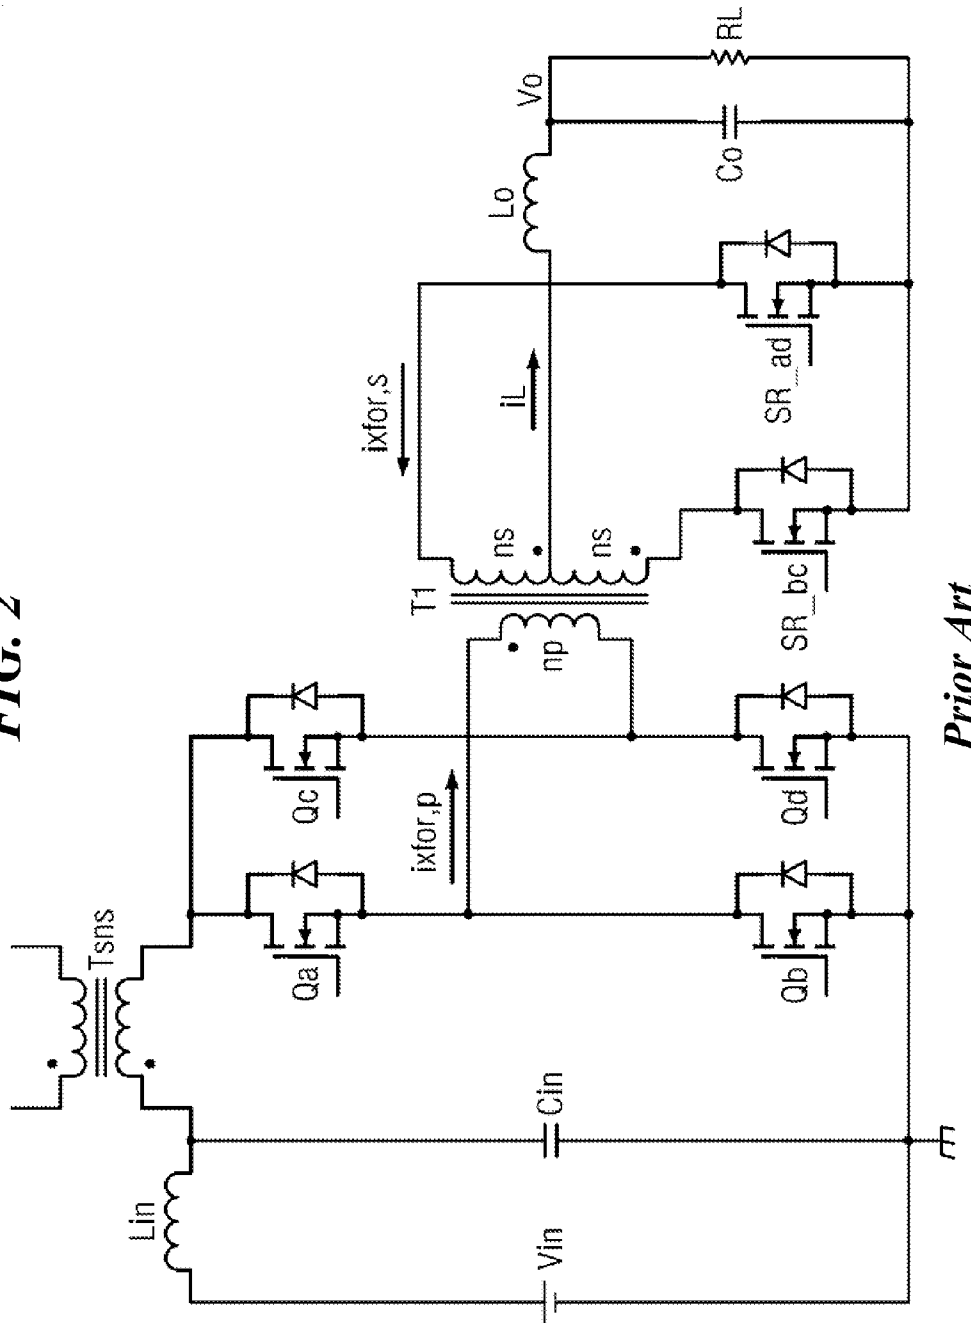 FIG. 2
Tsns
Lin
Vin
Cin
Qa
Qc
Qb
Qd
ixfor,p
T1
np
ns
ns
ixfor,s
iL
Lo
Vo
SR_bc
SR_ad
Co
RL
Prior Art